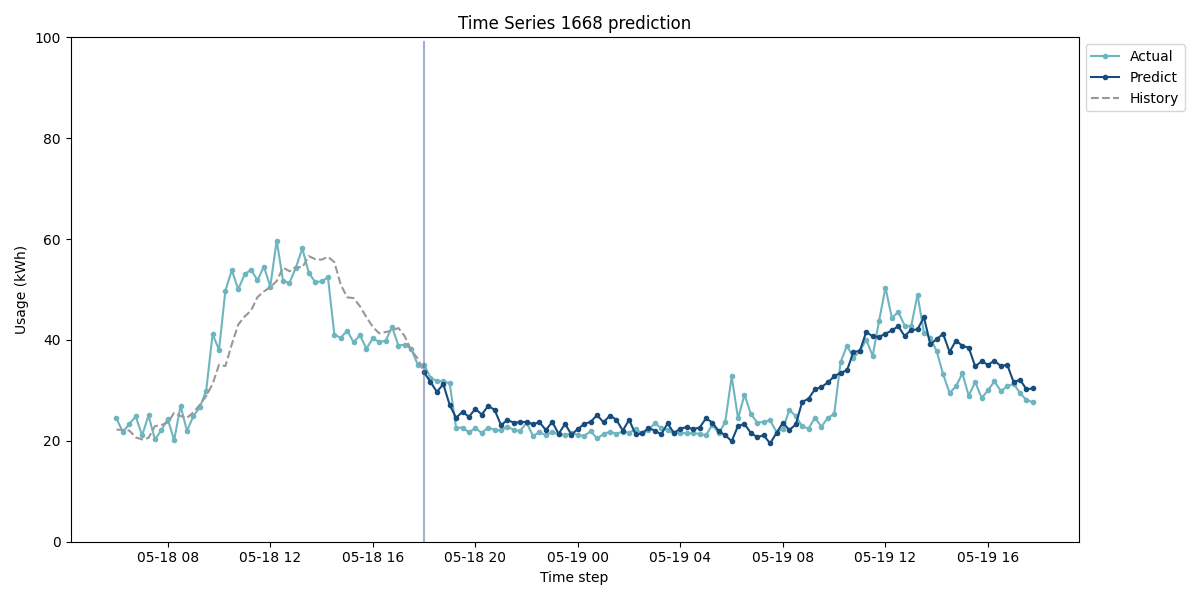 Time Series 1668 prediction
100
80
60
40
20
0
Usage (kWh)
05-18 08
05-18 12
05-18 16
05-18 20
05-19 00
05-19 04
05-19 08
05-19 12
05-19 16
Time step
Actual
Predict
History